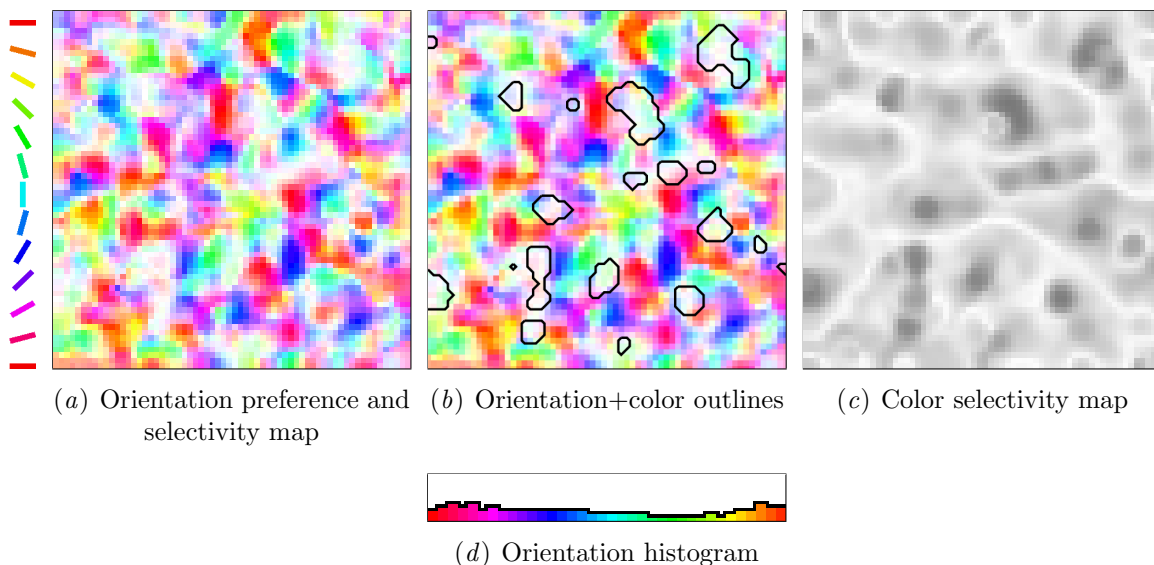 (a) Orientation preference and
selectivity map
(b) Orientation+color outlines
(c) Color selectivity map
(d) Orientation histogram